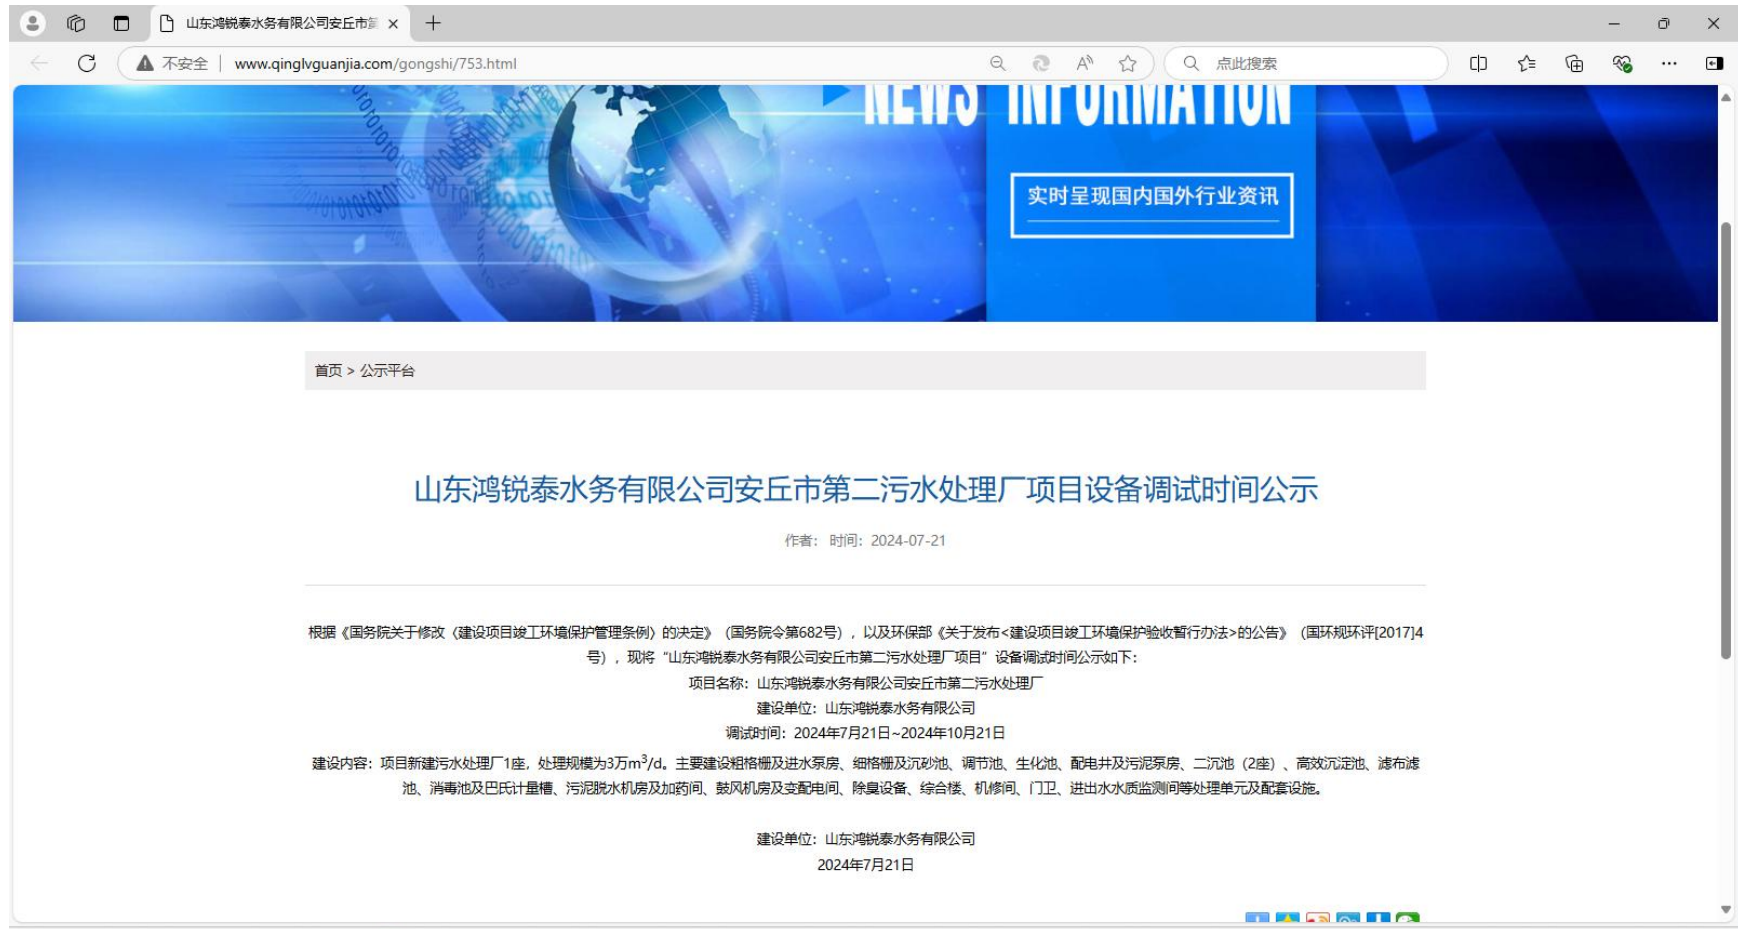 山东鸿锐泰水务有限公司安丘市
不安全 | www.qinglvguanjia.com/gongshi/753.html
点此搜索
NEWS INFORMATION
实时呈现国内国外行业资讯
首页 > 公示平台
山东鸿锐泰水务有限公司安丘市第二污水处理厂项目设备调试时间公示
作者： 时间：2024-07-21
根据《国务院关于修改〈建设项目竣工环境保护管理条例〉的决定》（国务院令第682号），以及环保部《关于发布<建设项目竣工环境保护验收暂行办法>的公告》（国环规环评[2017]4
号），现将“山东鸿锐泰水务有限公司安丘市第二污水处理厂项目”设备调试时间公示如下：
项目名称：山东鸿锐泰水务有限公司安丘市第二污水处理厂
建设单位：山东鸿锐泰水务有限公司
调试时间：2024年7月21日~2024年10月21日
建设内容：项目新建污水处理厂1座，处理规模为3万m³/d。主要建设粗格栅及进水泵房、细格栅及沉砂池、调节池、生化池、配电井及污泥泵房、二沉池（2座）、高效沉淀池、滤布滤
池、消毒池及巴氏计量槽、污泥脱水机房及加药间、鼓风机房及变配电间、除臭设备、综合楼、机修间、门卫、进出水水质监测间等处理单元及配套设施。
建设单位：山东鸿锐泰水务有限公司
2024年7月21日